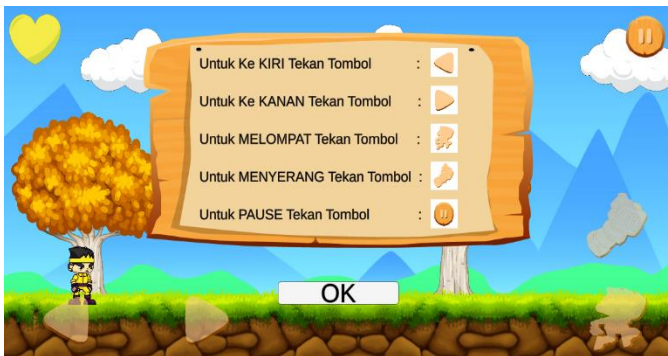 Untuk Ke KIRI Tekan Tombol :
Untuk Ke KANAN Tekan Tombol :
Untuk MELOMPAT Tekan Tombol :
Untuk MENYERANG Tekan Tombol :
Untuk PAUSE Tekan Tombol :
OK